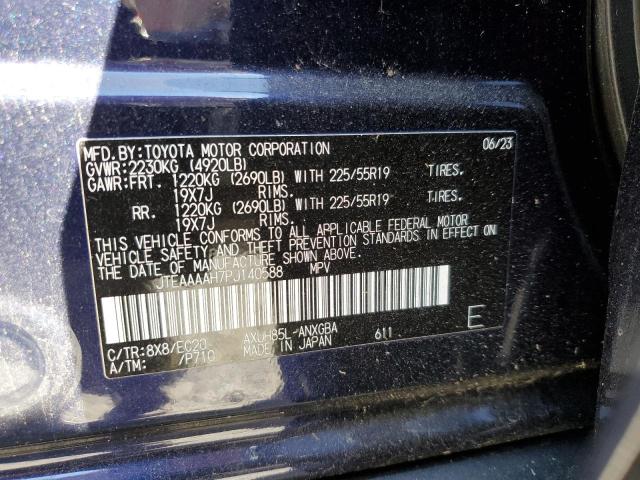 MFD.BY:TOYOTA MOTOR CORPORATION 06/23
GVWR:2230KG (4920LB)
GAWR:FRT. 1220KG (2690LB) WITH 225/55R19 TIRES.
19X7J RIMS.
RR. 1220KG (2690LB) WITH 225/55R19 TIRES.
19X7J RIMS.
THIS VEHICLE CONFORMS TO ALL APPLICABLE FEDERAL MOTOR
VEHICLE SAFETY AND THEFT PREVENTION STANDARDS IN EFFECT
ON THE DATE OF MANUFACTURE SHOWN ABOVE.
JTEAAAAH7PJ140588 MPV
C/TR:8X8/EC20 AXUH85L-ANXGBA 611 E
A/TM: /P710 MADE IN JAPAN